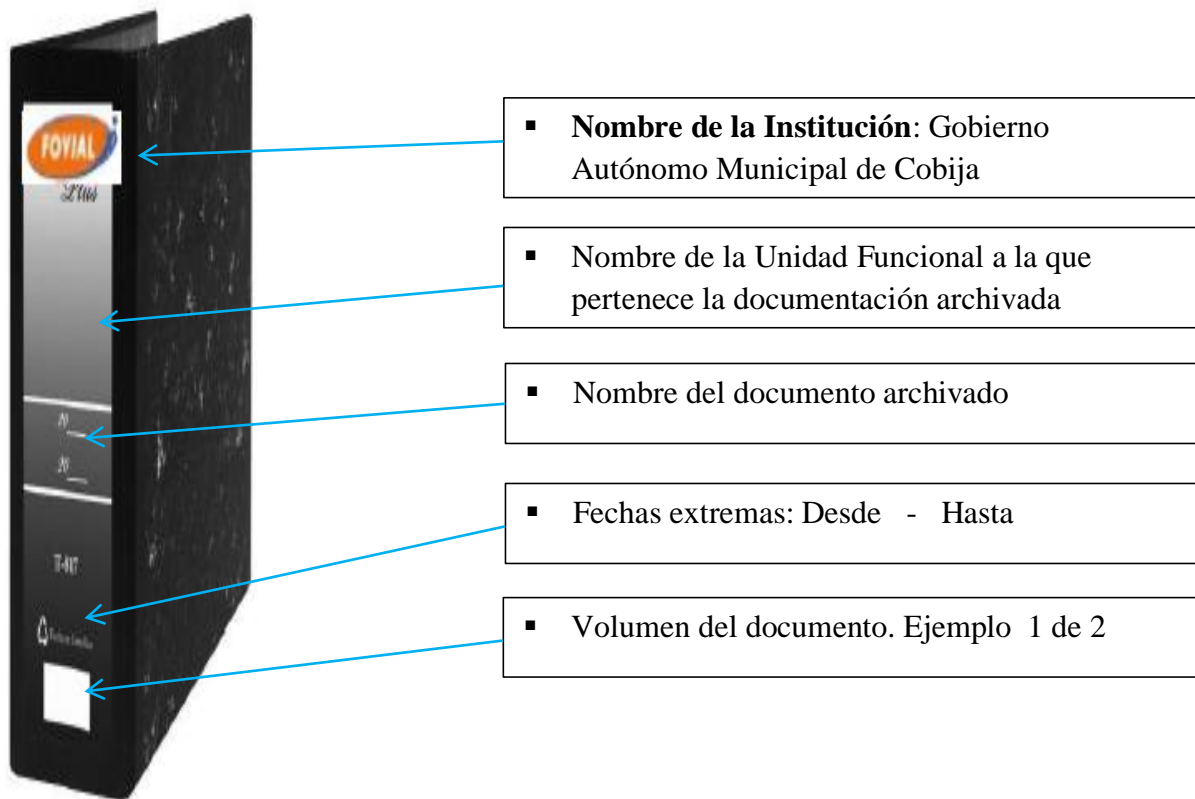 FOVIAL
Plus
▪ Nombre de la Institución: Gobierno
Autónomo Municipal de Cobija
▪ Nombre de la Unidad Funcional a la que
pertenece la documentación archivada
▪ Nombre del documento archivado
▪ Fechas extremas: Desde - Hasta
▪ Volumen del documento. Ejemplo 1 de 2